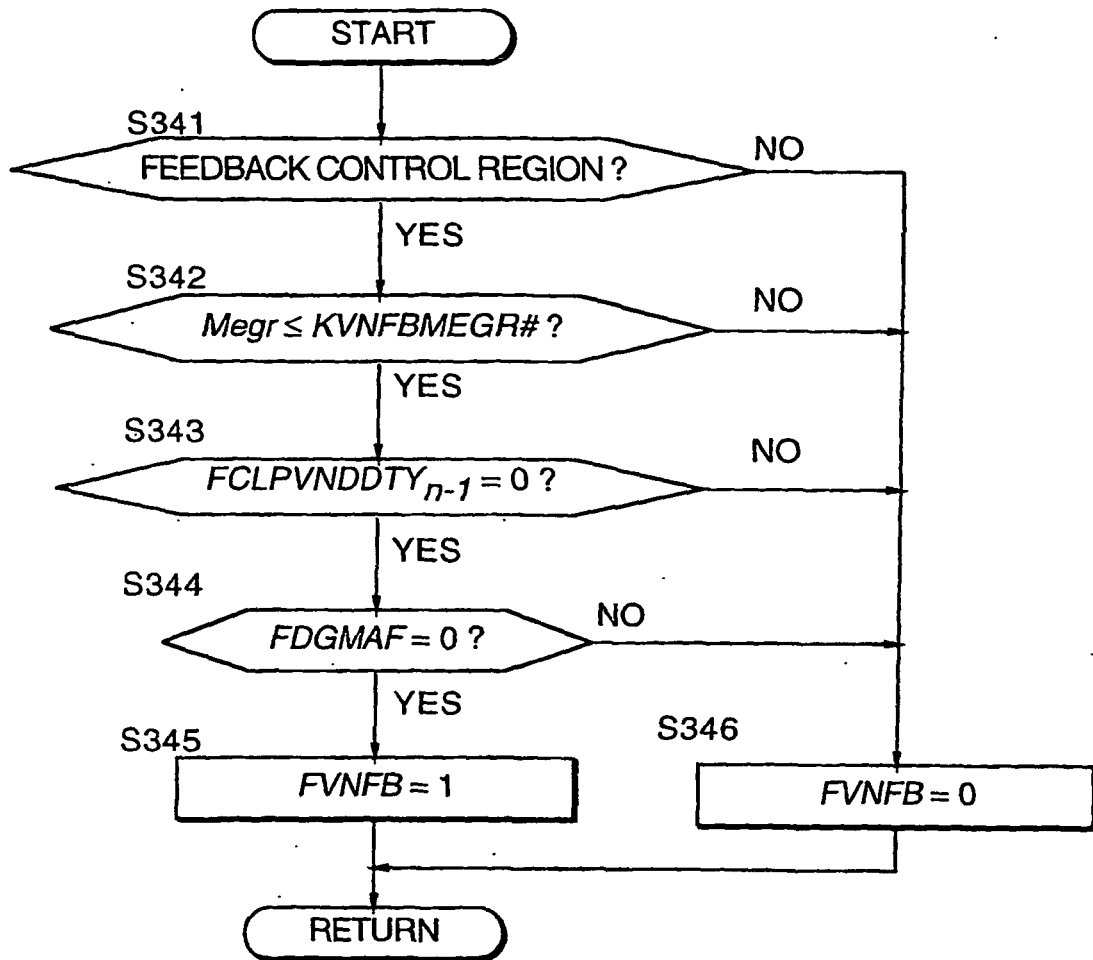 START
S341
FEEDBACK CONTROL REGION ?
NO
YES
S342
Megr ≤ KVNFBMEGR# ?
NO
YES
S343
FCLPVNDDTYn-1 = 0 ?
NO
YES
S344
FDGMAF = 0 ?
NO
YES
S345
FVNFB = 1
S346
FVNFB = 0
RETURN